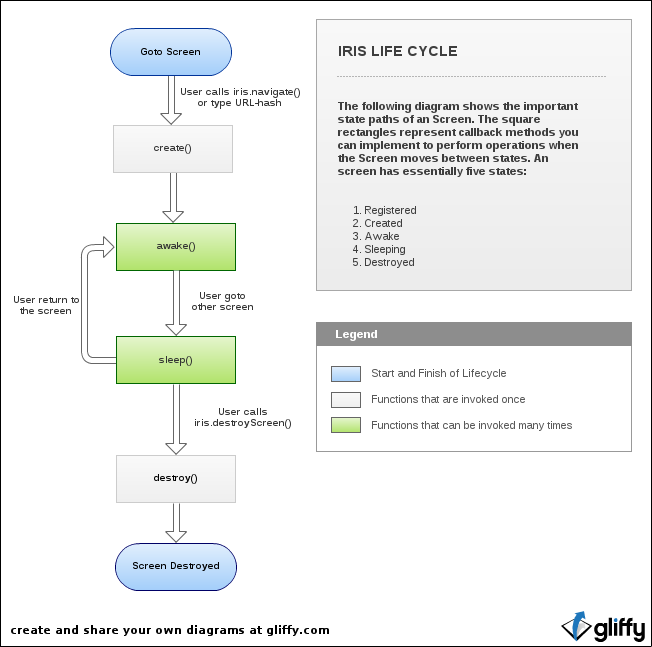 Goto Screen
User calls iris.navigate()
or type URL-hash
create()
awake()
User return to
the screen
User goto
other screen
sleep()
User calls
iris.destroyScreen()
destroy()
Screen Destroyed
IRIS LIFE CYCLE
The following diagram shows the important
state paths of an Screen. The square
rectangles represent callback methods you
can implement to perform operations when
the Screen moves between states. An
screen has essentially five states:
1. Registered
2. Created
3. Awake
4. Sleeping
5. Destroyed
Legend
Start and Finish of Lifecycle
Functions that are invoked once
Functions that can be invoked many times
create and share your own diagrams at gliffy.com
gliffy